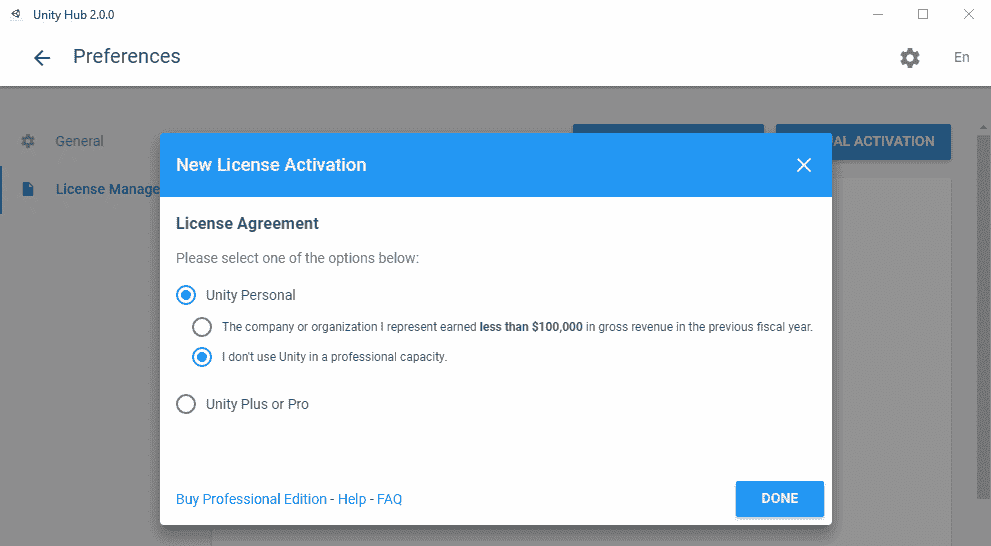 Unity Hub 2.0.0
Preferences
En
General
License Manage
ACTIVATION
New License Activation
License Agreement
Please select one of the options below:
Unity Personal
The company or organization I represent earned less than $100,000 in gross revenue in the previous fiscal year.
I don't use Unity in a professional capacity.
Unity Plus or Pro
Buy Professional Edition - Help - FAQ
DONE